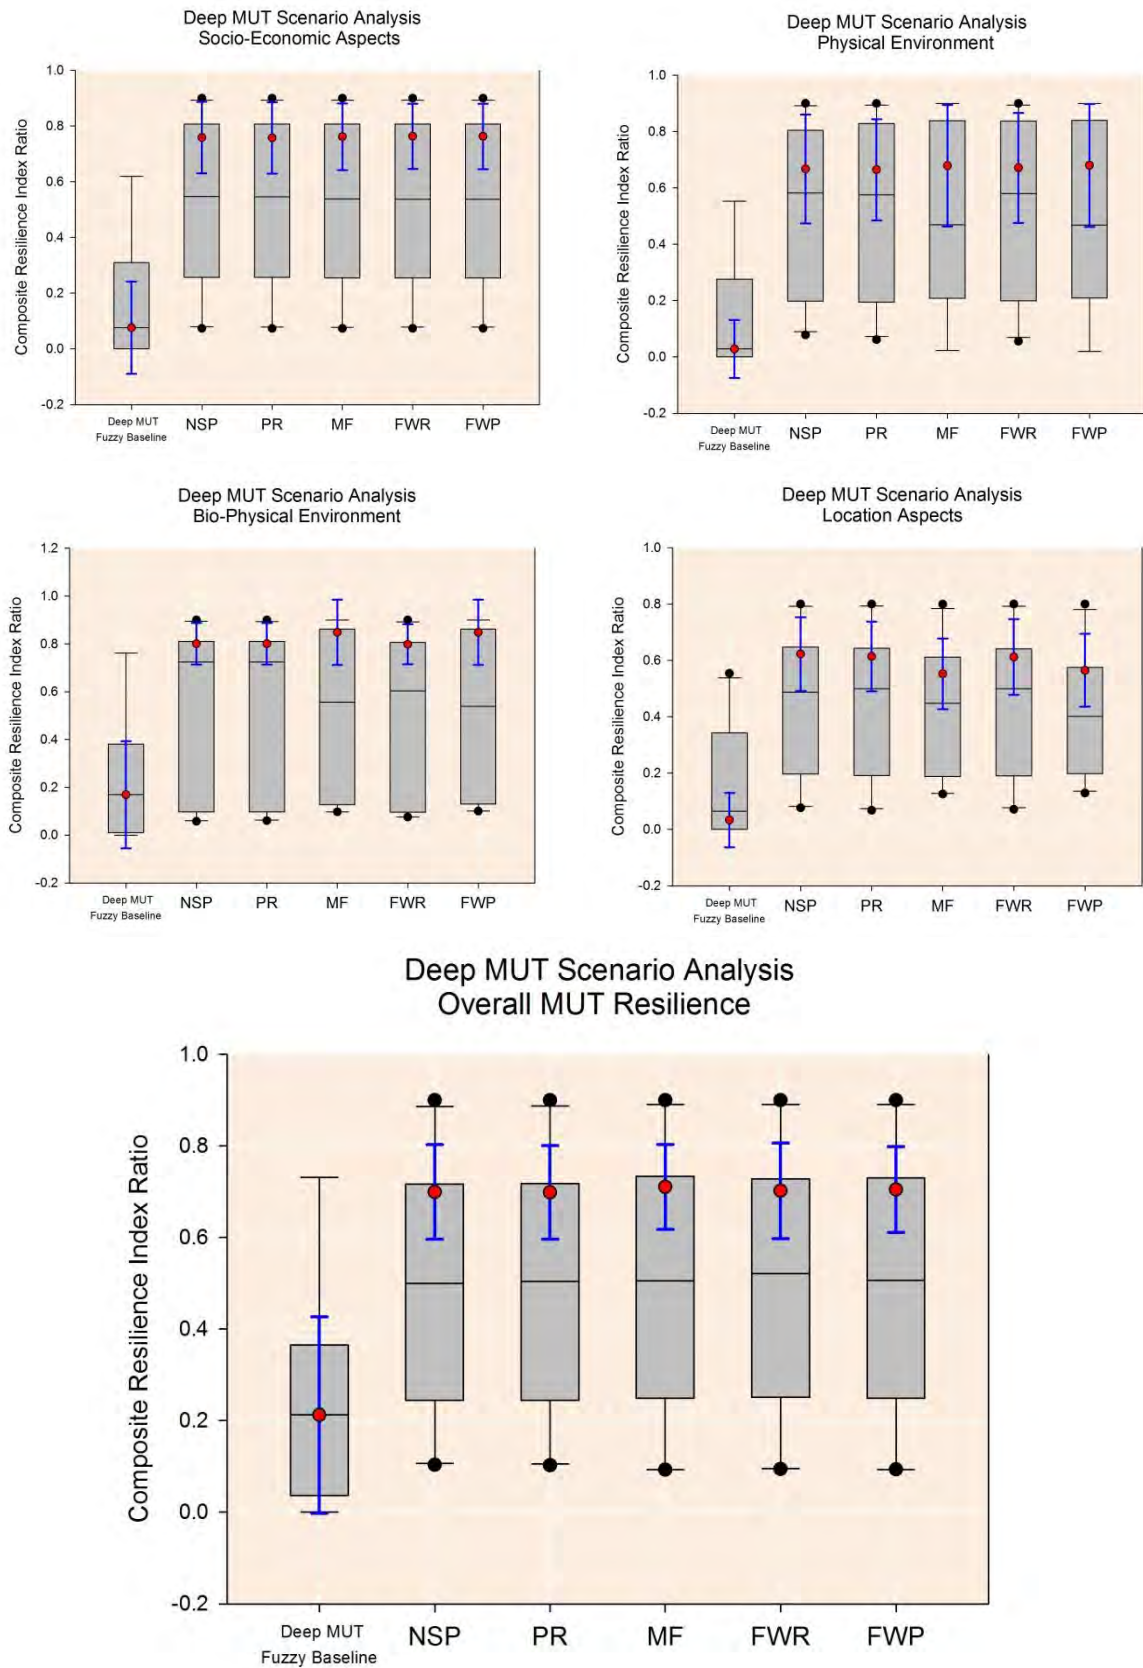 Deep MUT Scenario Analysis
Socio-Economic Aspects
Composite Resilience Index Ratio
1.0
0.8
0.6
0.4
0.2
0.0
-0.2
Deep MUT
Fuzzy Baseline
NSP PR MF FWR FWP
Deep MUT Scenario Analysis
Physical Environment
Composite Resilience Index Ratio
1.0
0.8
0.6
0.4
0.2
0.0
-0.2
Deep MUT
Fuzzy Baseline
NSP PR MF FWR FWP
Deep MUT Scenario Analysis
Bio-Physical Environment
Composite Resilience Index Ratio
1.2
1.0
0.8
0.6
0.4
0.2
0.0
-0.2
Deep MUT
Fuzzy Baseline
NSP PR MF FWR FWP
Deep MUT Scenario Analysis
Location Aspects
Composite Resilience Index Ratio
1.0
0.8
0.6
0.4
0.2
0.0
-0.2
Deep MUT
Fuzzy Baseline
NSP PR MF FWR FWP
Deep MUT Scenario Analysis
Overall MUT Resilience
Composite Resilience Index Ratio
1.0
0.8
0.6
0.4
0.2
0.0
-0.2
Deep MUT
Fuzzy Baseline
NSP PR MF FWR FWP